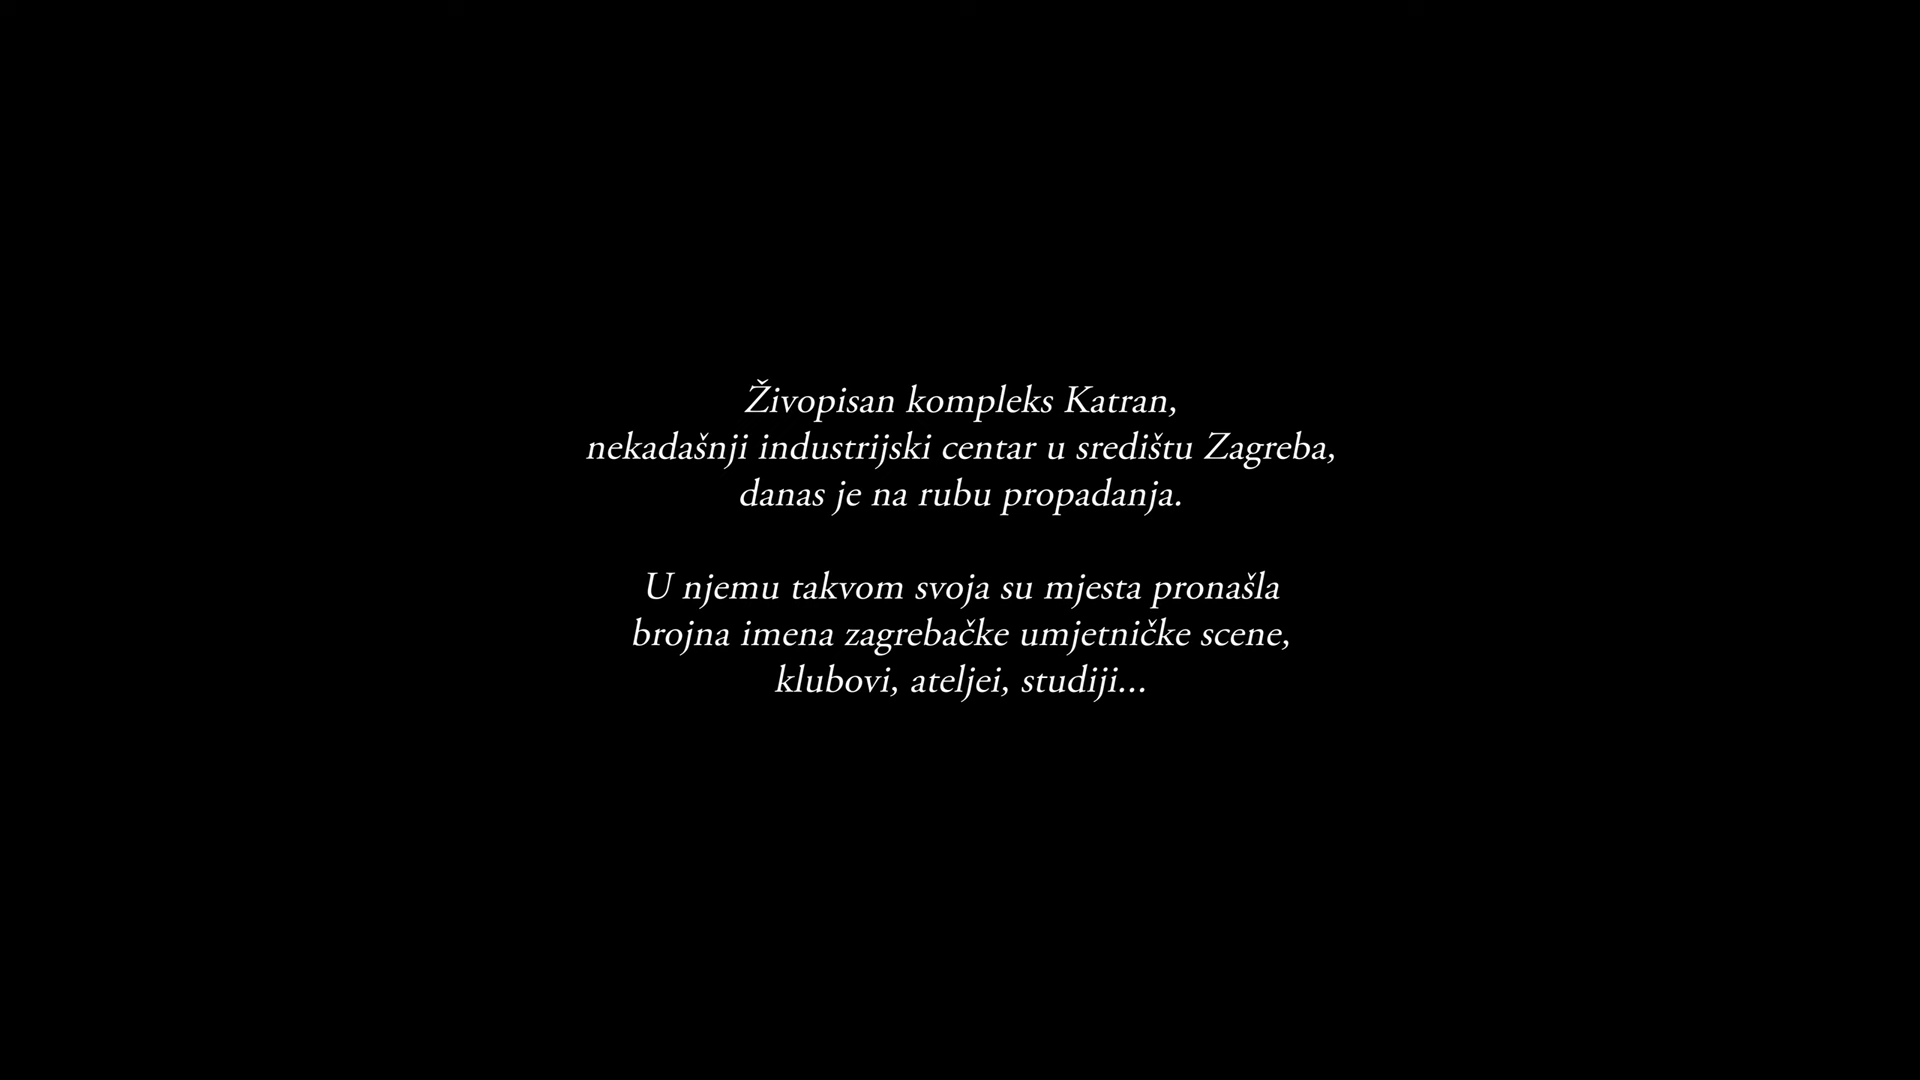 Živopisan kompleks Katran,
nekadašnji industrijski centar u središtu Zagreba,
danas je na rubu propadanja.
U njemu takvom svoja su mjesta pronašla
brojna imena zagrebačke umjetničke scene,
klubovi, ateljei, studiji...